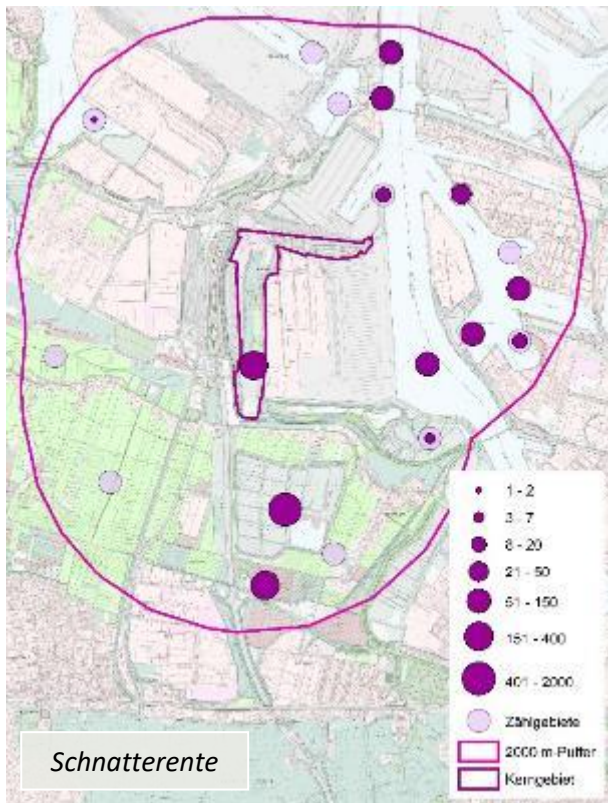 1 - 2
3 - 7
8 - 20
21 - 50
51 - 150
151 - 400
401 - 2000
Zählgebiete
2000 m-Puffer
Kerngebiet
Schnatterente